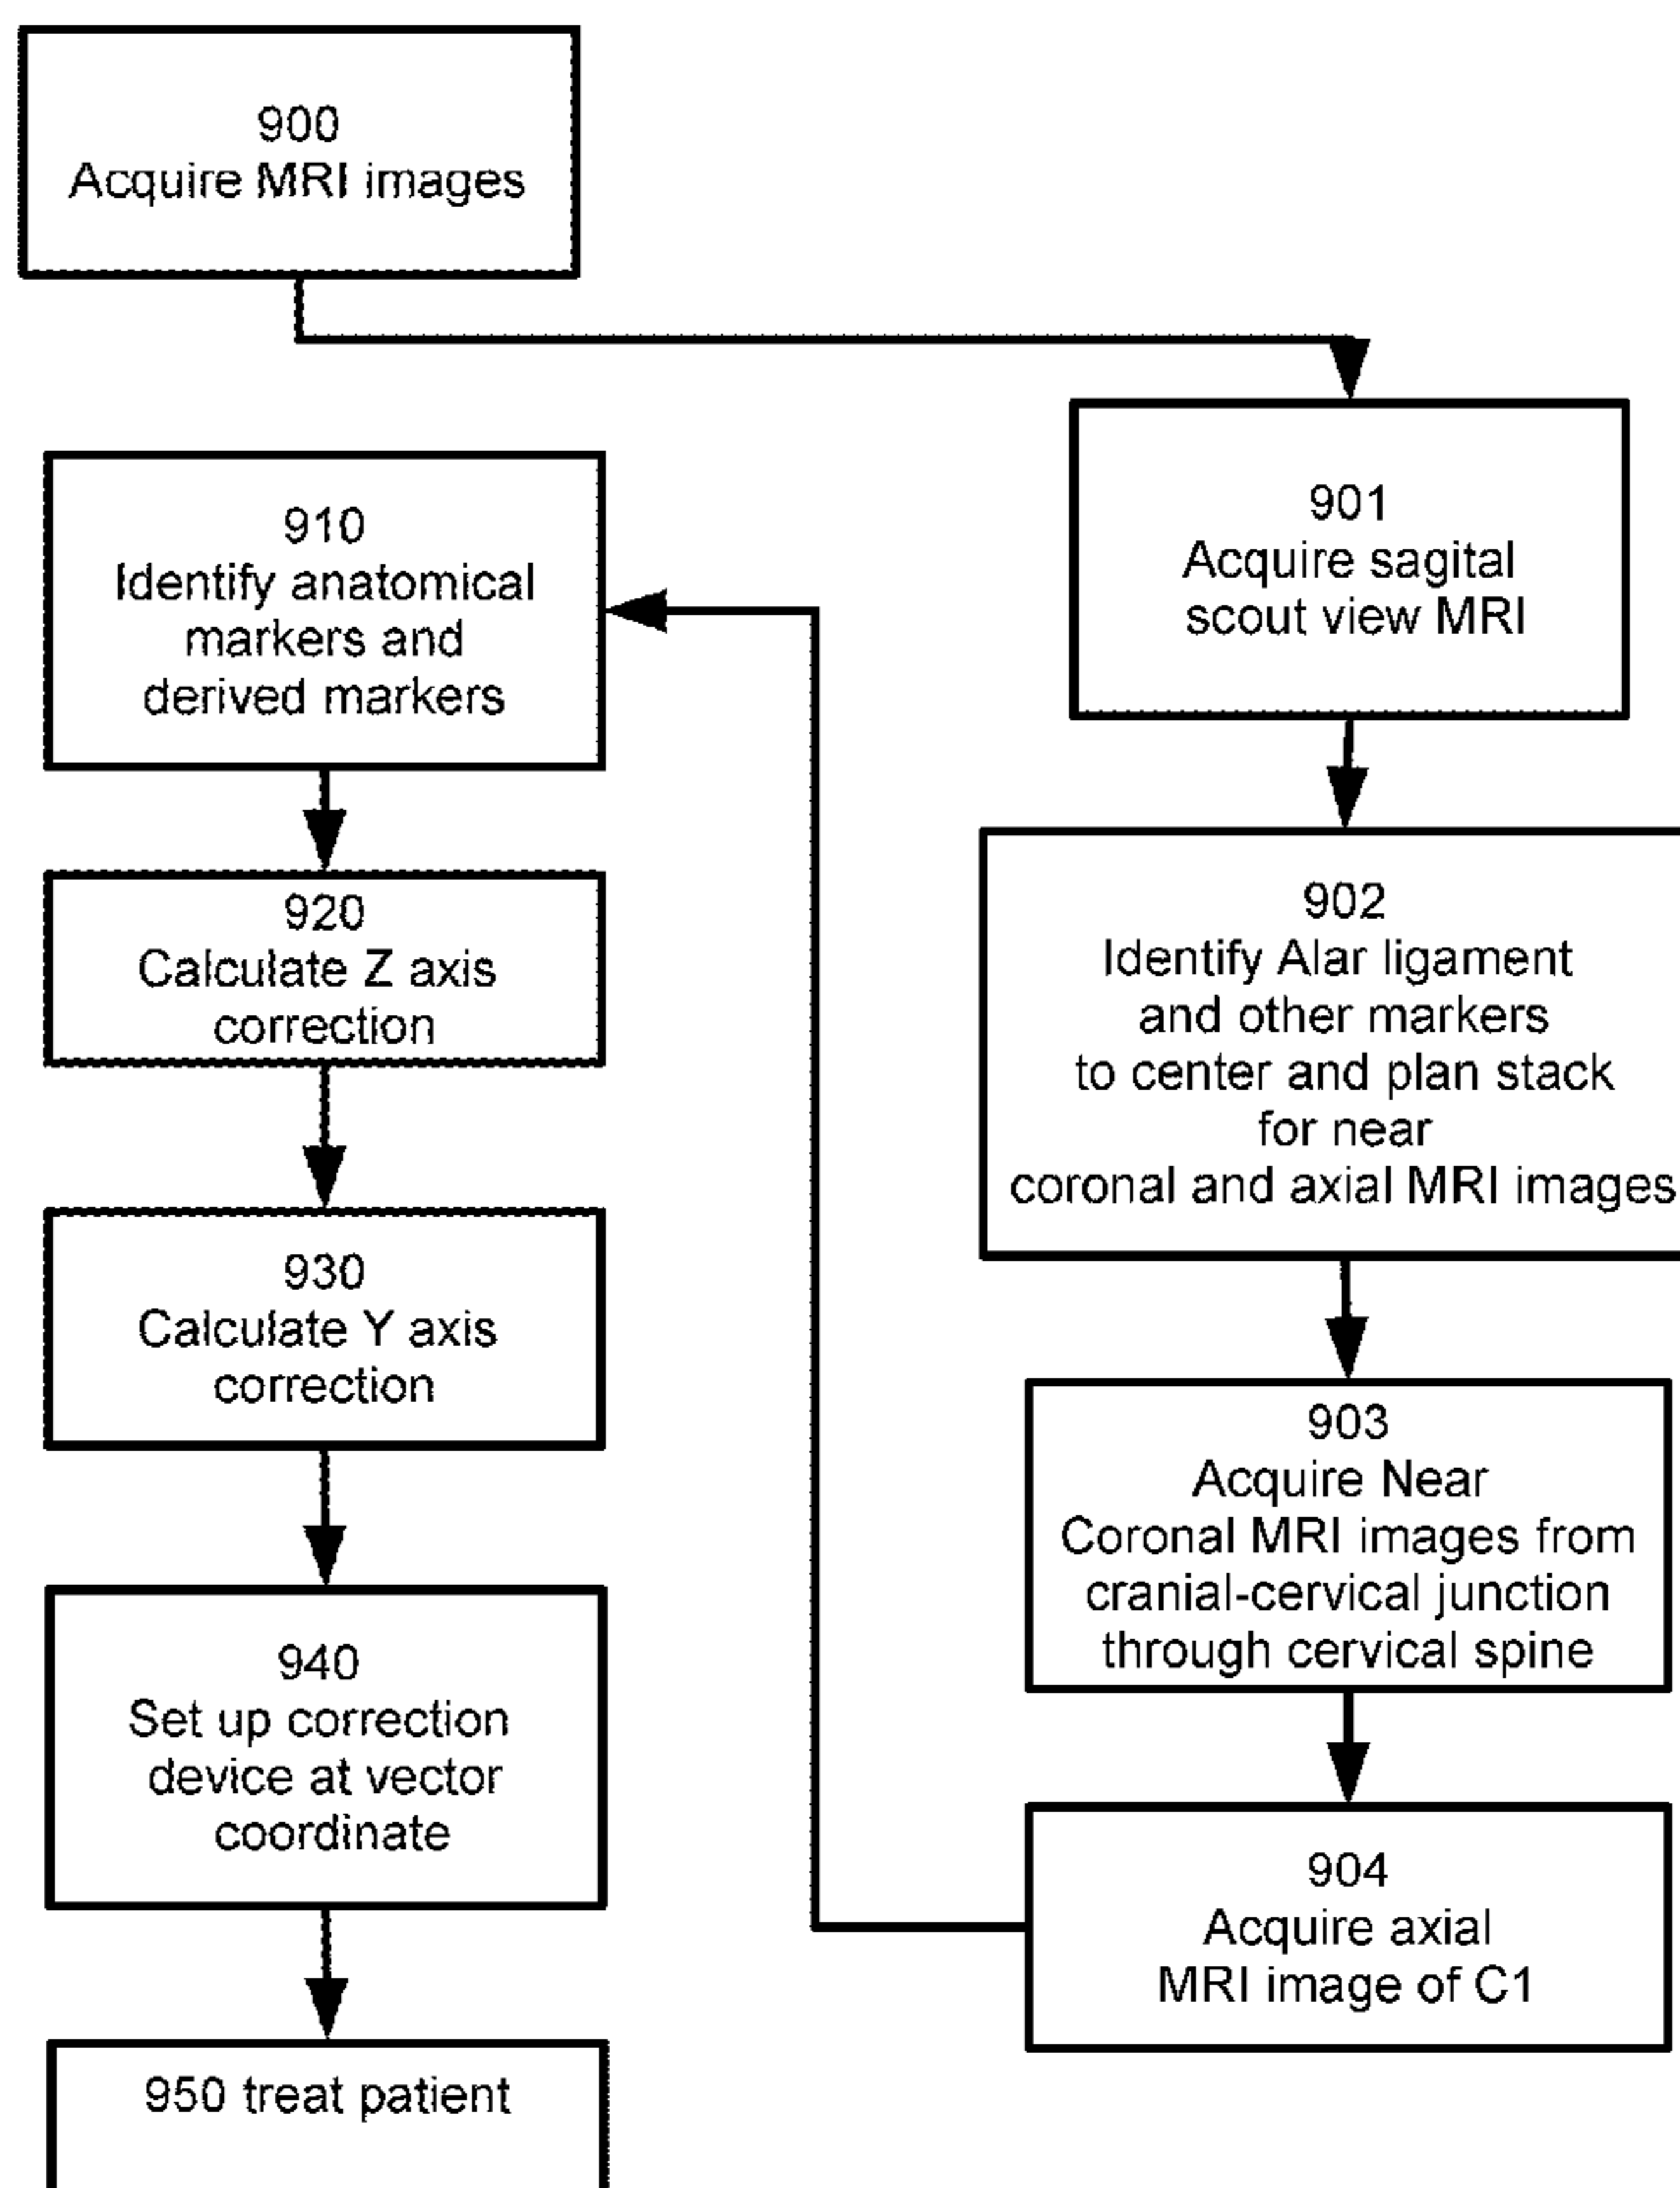 900
Acquire MRI images
901
Acquire sagital
scout view MRI
902
Identify Alar ligament
and other markers
to center and plan stack
for near
coronal and axial MRI images
903
Acquire Near
Coronal MRI images from
cranial-cervical junction
through cervical spine
904
Acquire axial
MRI image of C1
910
Identify anatomical
markers and
derived markers
920
Calculate Z axis
correction
930
Calculate Y axis
correction
940
Set up correction
device at vector
coordinate
950 treat patient